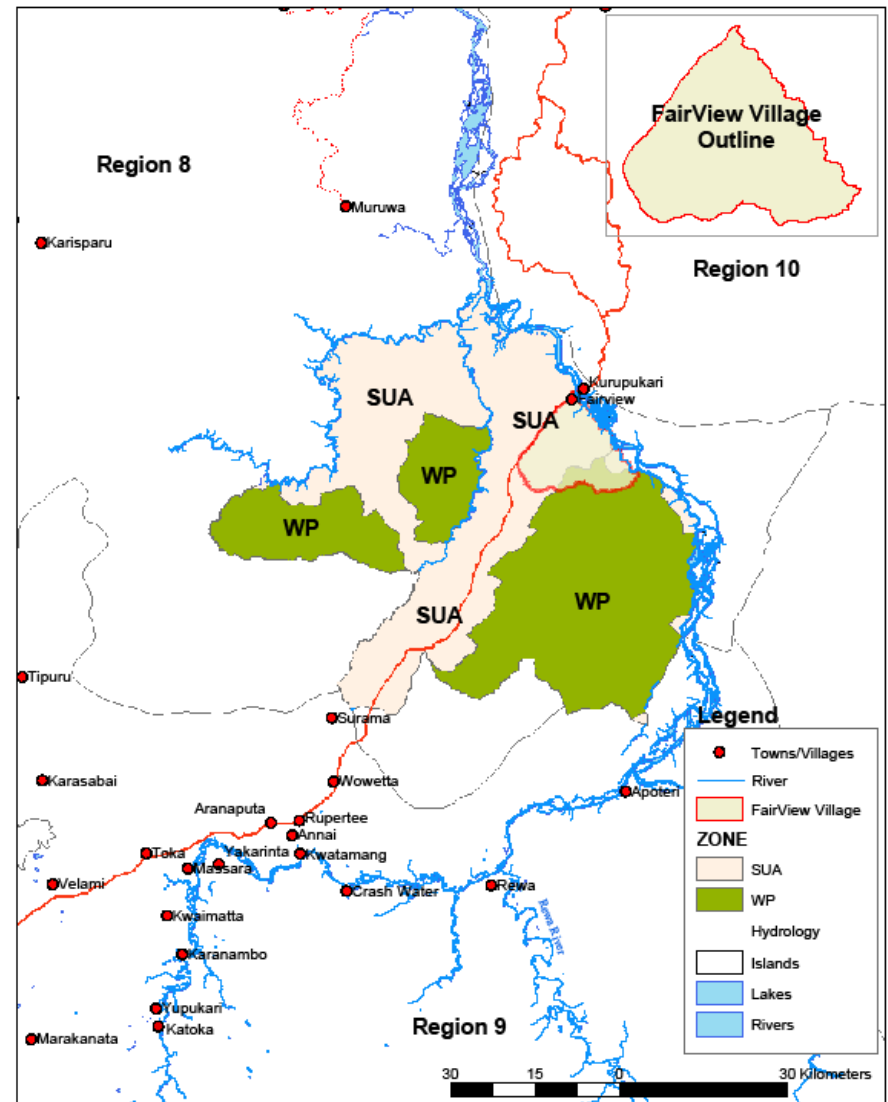 FairView Village
Outline
Region 8
Muruwa
Karisparu
Region 10
Kurupukari
Fairview
SUA
SUA
WP
WP
WP
SUA
Tipuru
Surama
Legend
Towns/Villages
River
FairView Village
ZONE
SUA
WP
Hydrology
Islands
Lakes
Rivers
Karasabai
Wowetta
Apoteri
Aranaputa
Rupertee
Annai
Toka
Yakarinta
Kwatamang
Massara
Velami
Crash Water
Rewa
Rewa River
Kwaimatta
Karanambo
Yupukari
Katoka
Marakanata
Region 9
30 15 0 30 Kilometers